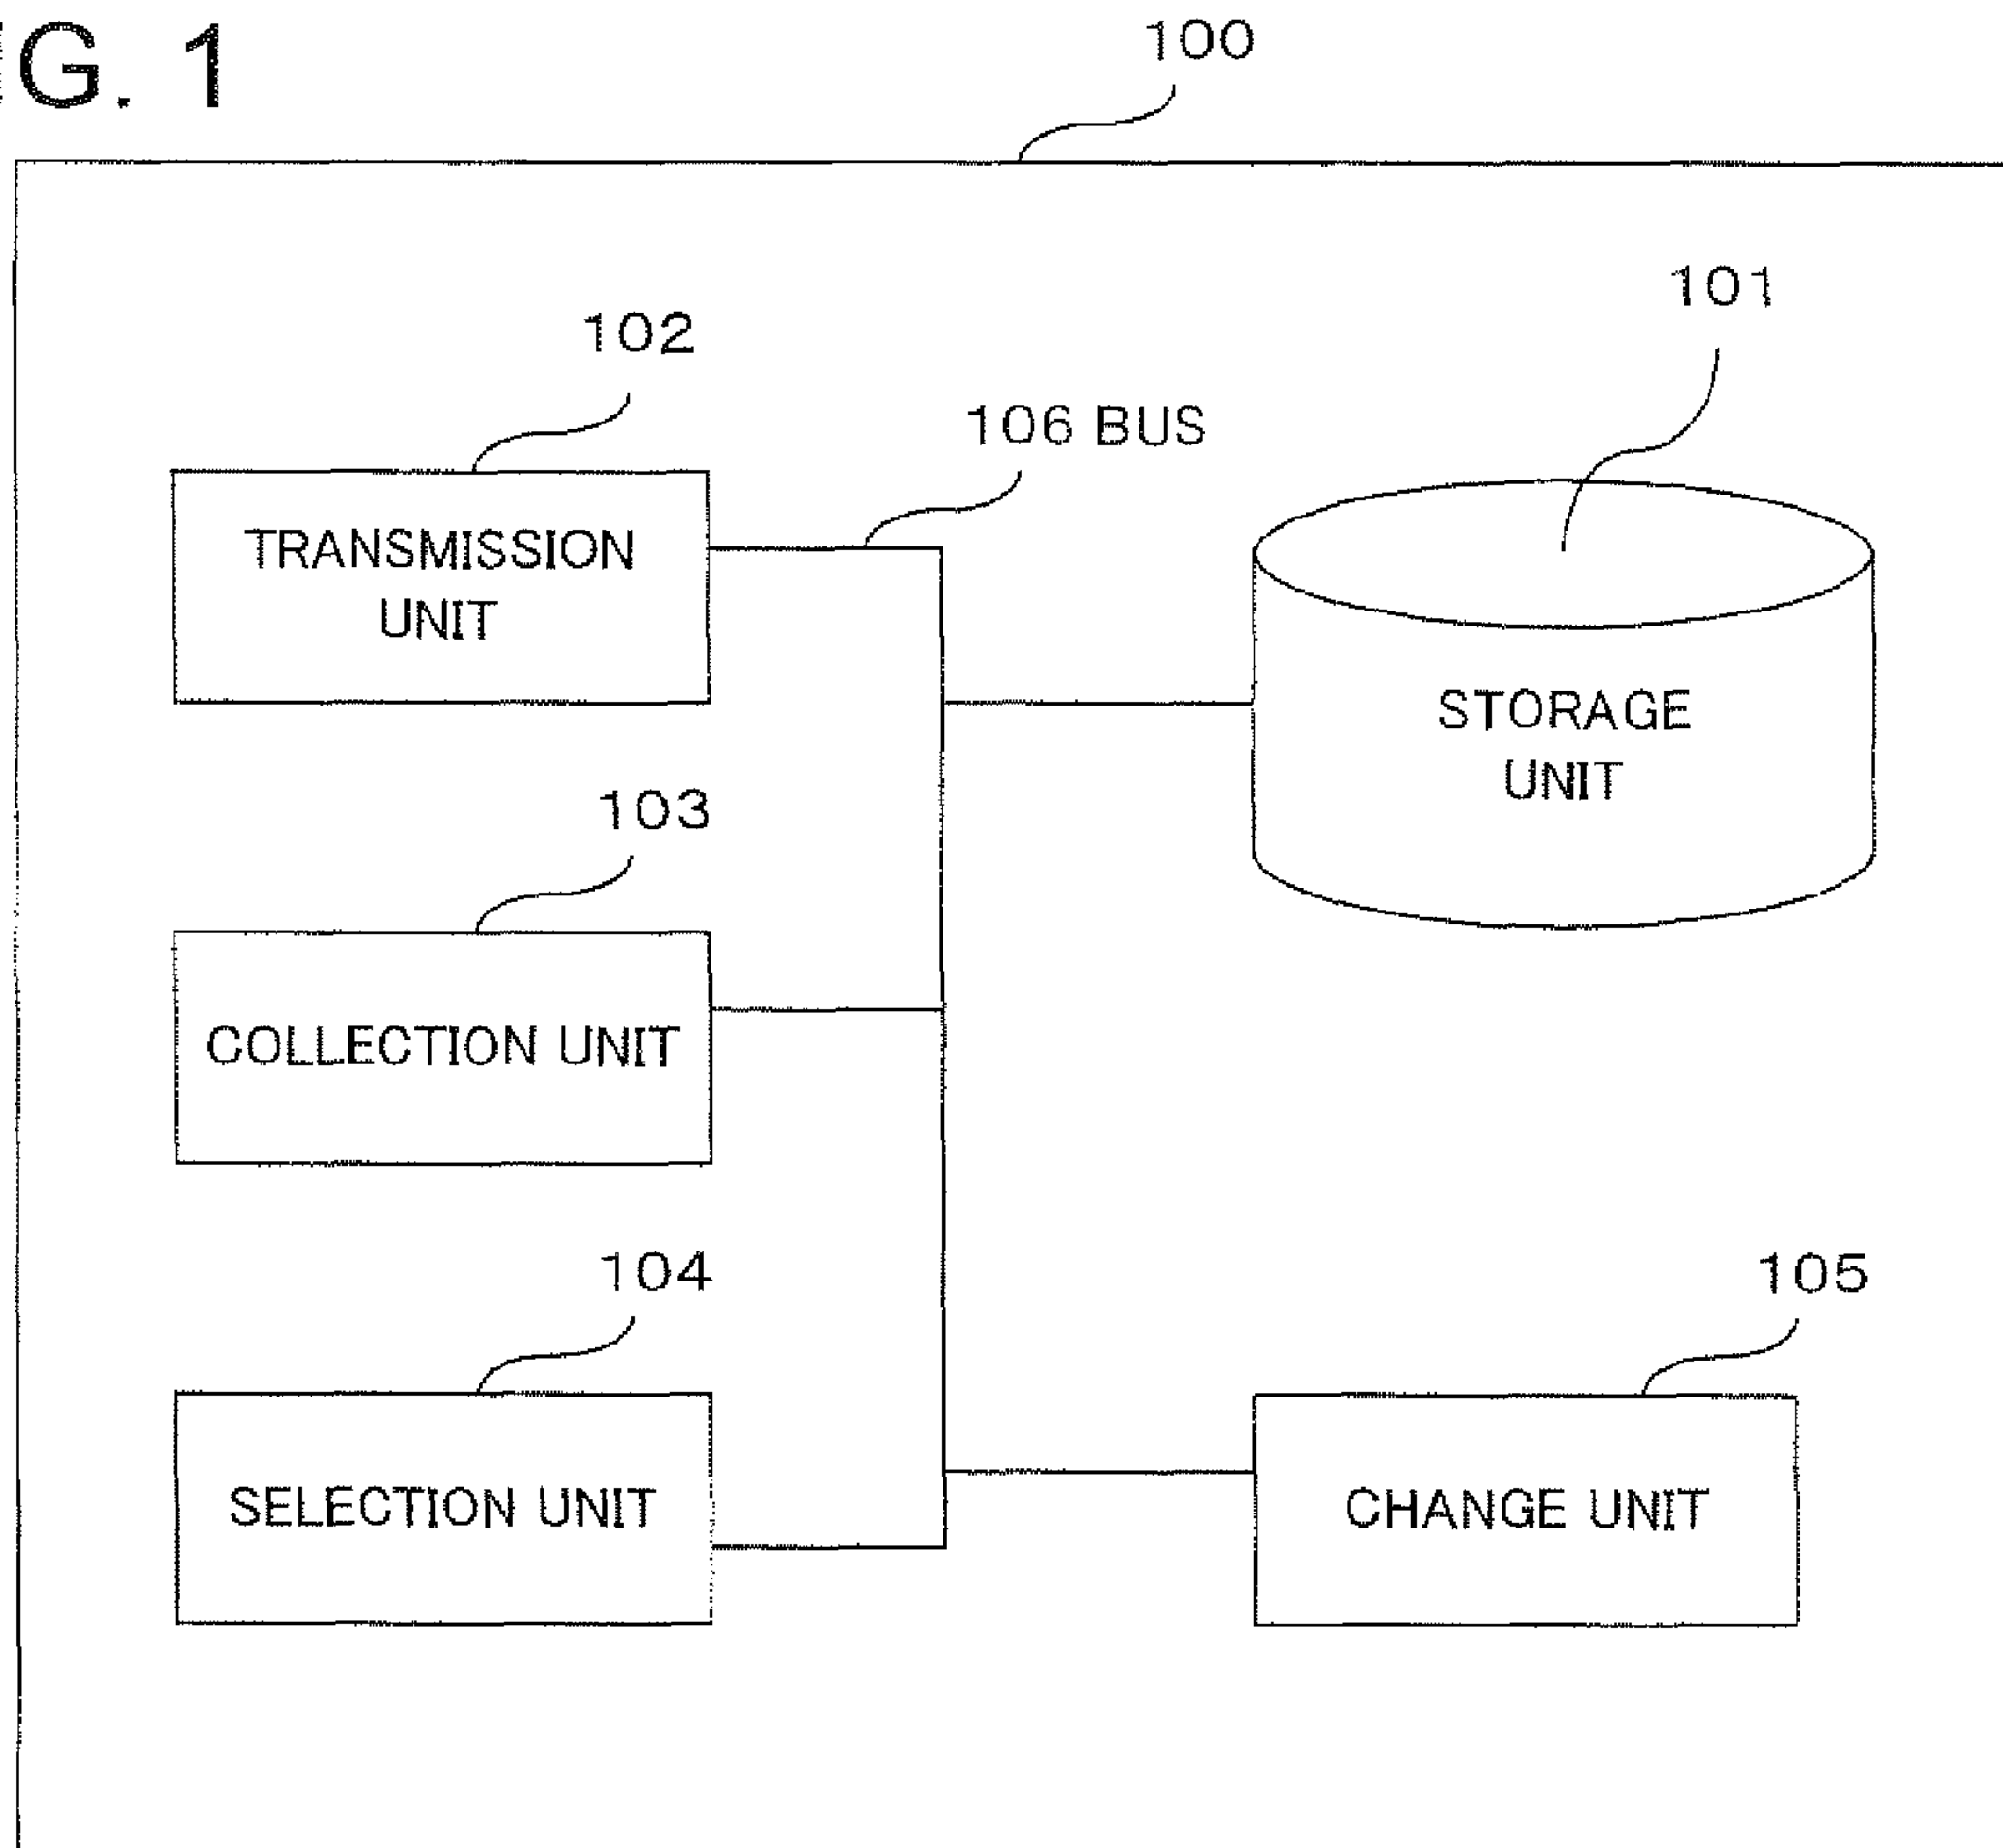 IG. 1
100
101
102
106 BUS
TRANSMISSION
UNIT
STORAGE
UNIT
103
COLLECTION UNIT
104
105
SELECTION UNIT
CHANGE UNIT